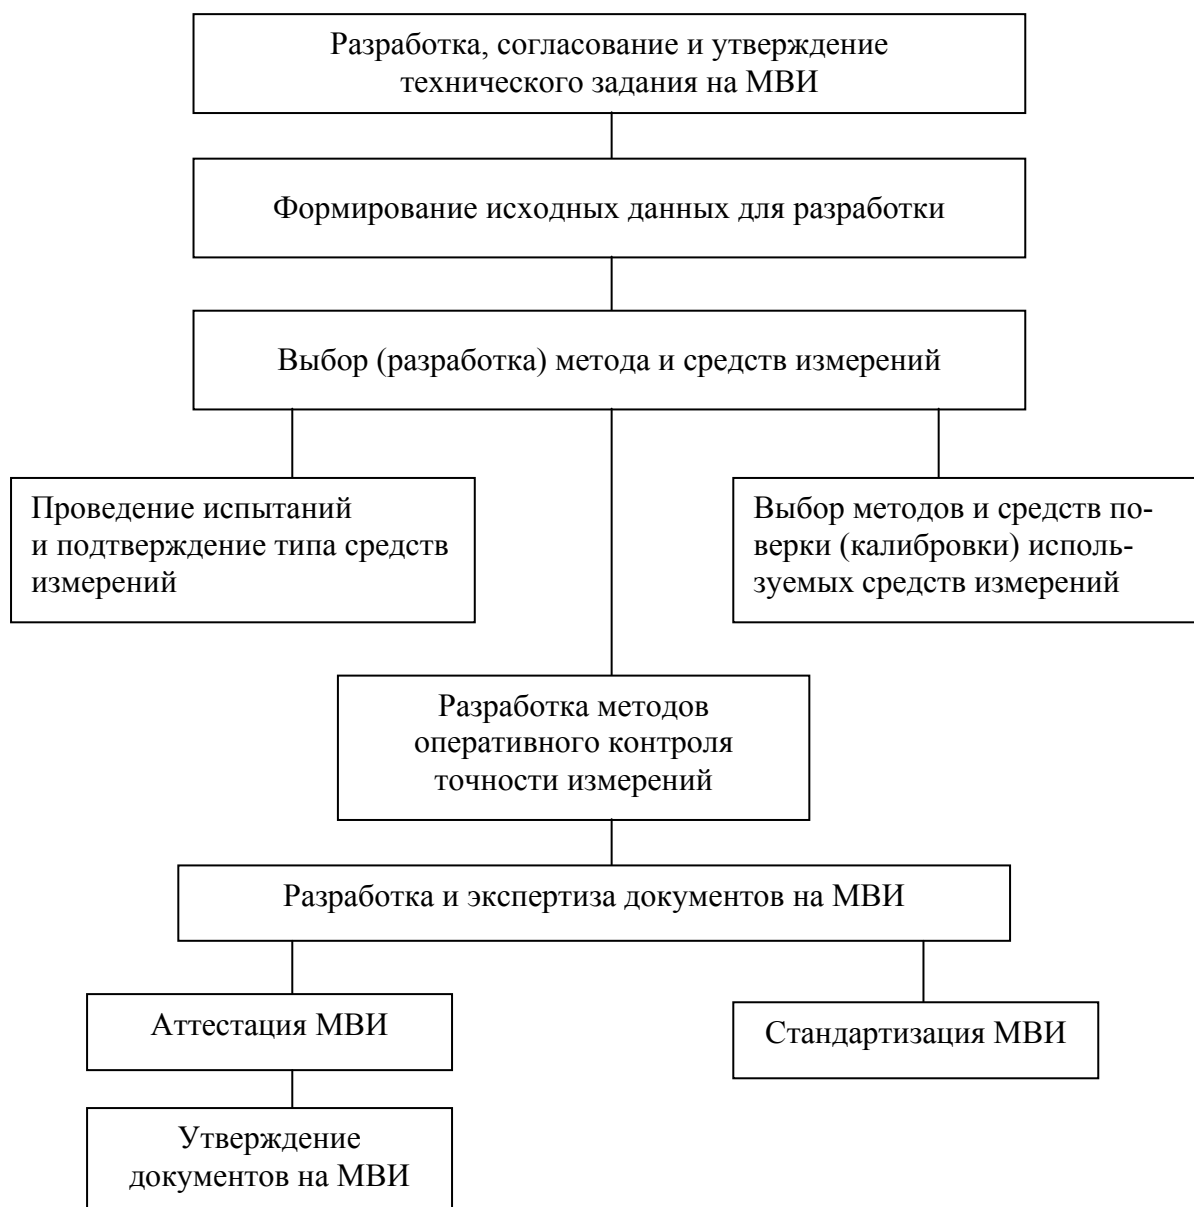 Разработка, согласование и утверждение
технического задания на МВИ
Формирование исходных данных для разработки
Выбор (разработка) метода и средств измерений
Проведение испытаний
и подтверждение типа средств
измерений
Выбор методов и средств по-
верки (калибровки) исполь-
зуемых средств измерений
Разработка методов
оперативного контроля
точности измерений
Разработка и экспертиза документов на МВИ
Аттестация МВИ
Стандартизация МВИ
Утверждение
документов на МВИ